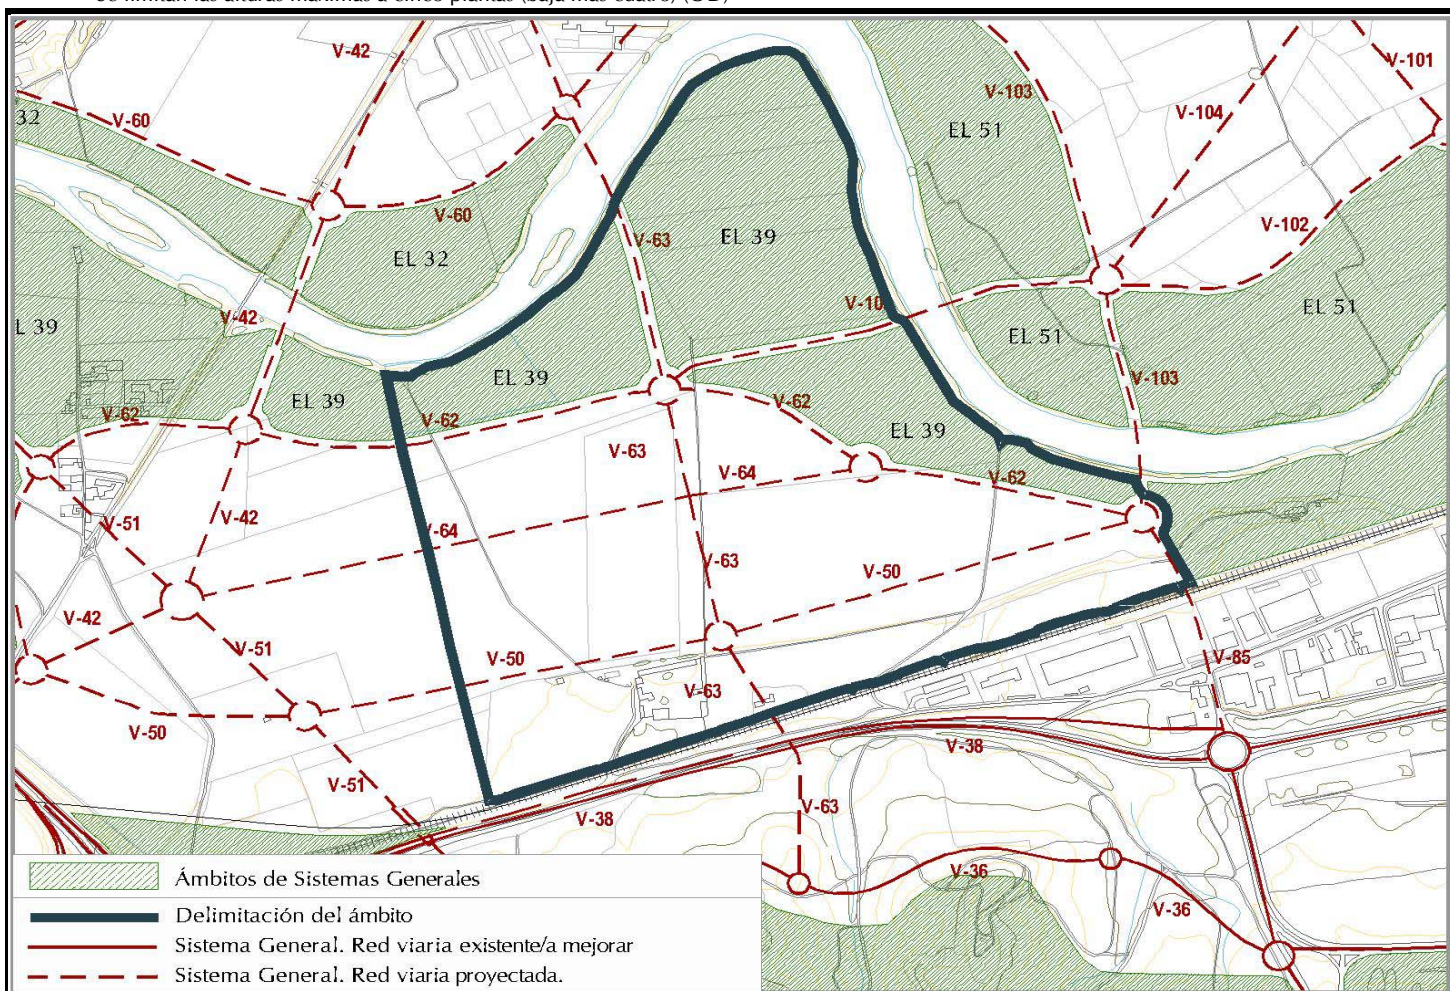 se limitan las alturas máximas a cinco plantas (baja más cuatro) (OD)
V-42
V-101
V-103
V-60
32
EL 51
V-104
V-60
EL 32
V-63
EL 39
V-102
V-10
V-42
L 39
EL 51
EL 51
EL 39
V-103
EL 39
V-62
V-62
V-62
EL 39
V-63
V-64
V-62
V-51
V-42
V-64
V-63
V-50
V-42
V-51
V-50
V-63
V-85
V-50
V-38
V-51
V-38
V-63
V-36
V-36
Ámbitos de Sistemas Generales
Delimitación del ámbito
Sistema General. Red viaria existente/a mejorar
Sistema General. Red viaria proyectada.